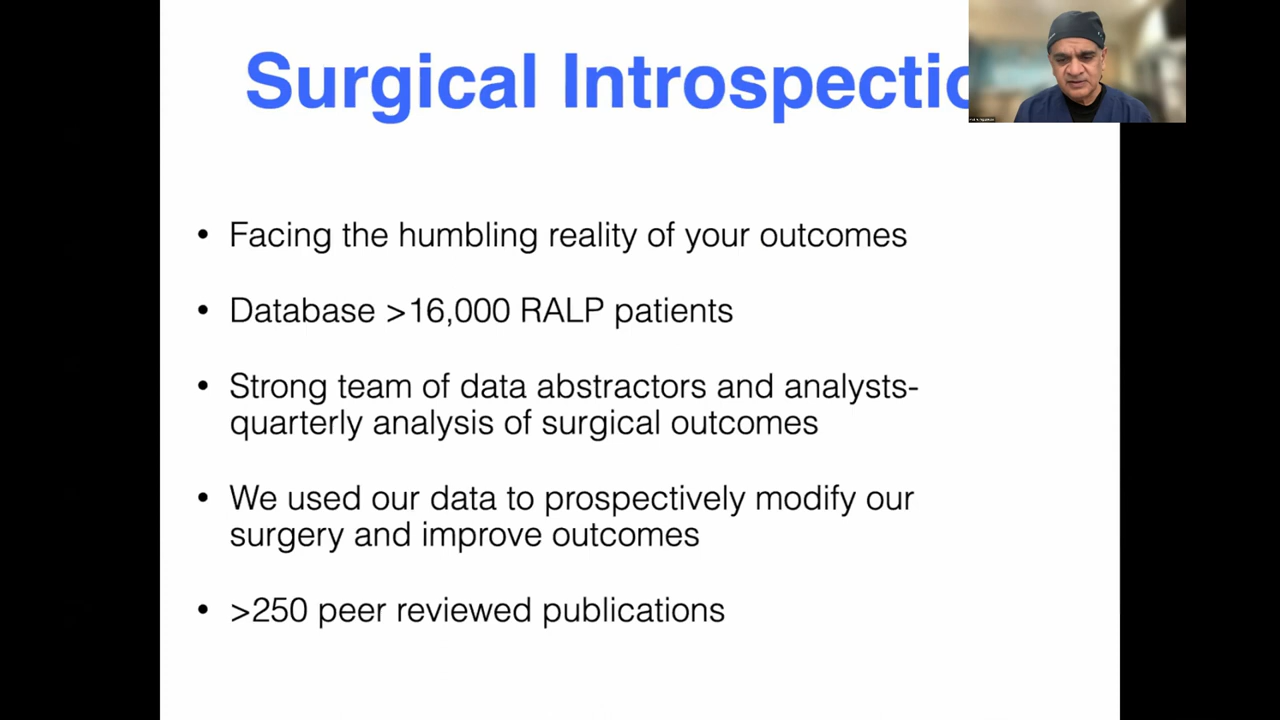 Surgical Introspectio
• Facing the humbling reality of your outcomes
• Database >16,000 RALP patients
• Strong team of data abstractors and analysts-
quarterly analysis of surgical outcomes
• We used our data to prospectively modify our
surgery and improve outcomes
• >250 peer reviewed publications